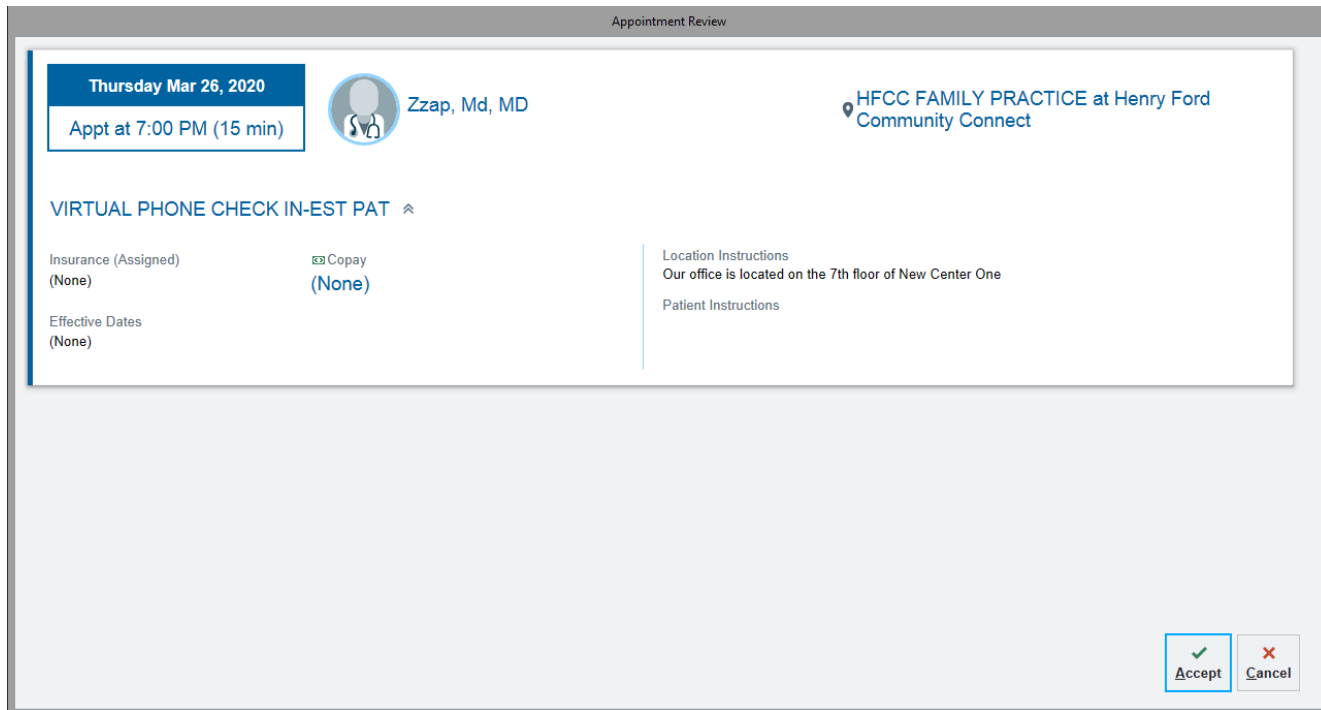 Appointment Review
Thursday Mar 26, 2020
Appt at 7:00 PM (15 min)
Zzap, Md, MD
HFCC FAMILY PRACTICE at Henry Ford
Community Connect
VIRTUAL PHONE CHECK IN-EST PAT
Insurance (Assigned)
(None)
Copay
(None)
Effective Dates
(None)
Location Instructions
Our office is located on the 7th floor of New Center One
Patient Instructions
Accept
Cancel